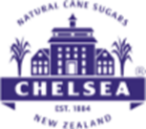 NATURAL CANE SUGARS
CHELSEA
®
EST. 1884
NEW ZEALAND